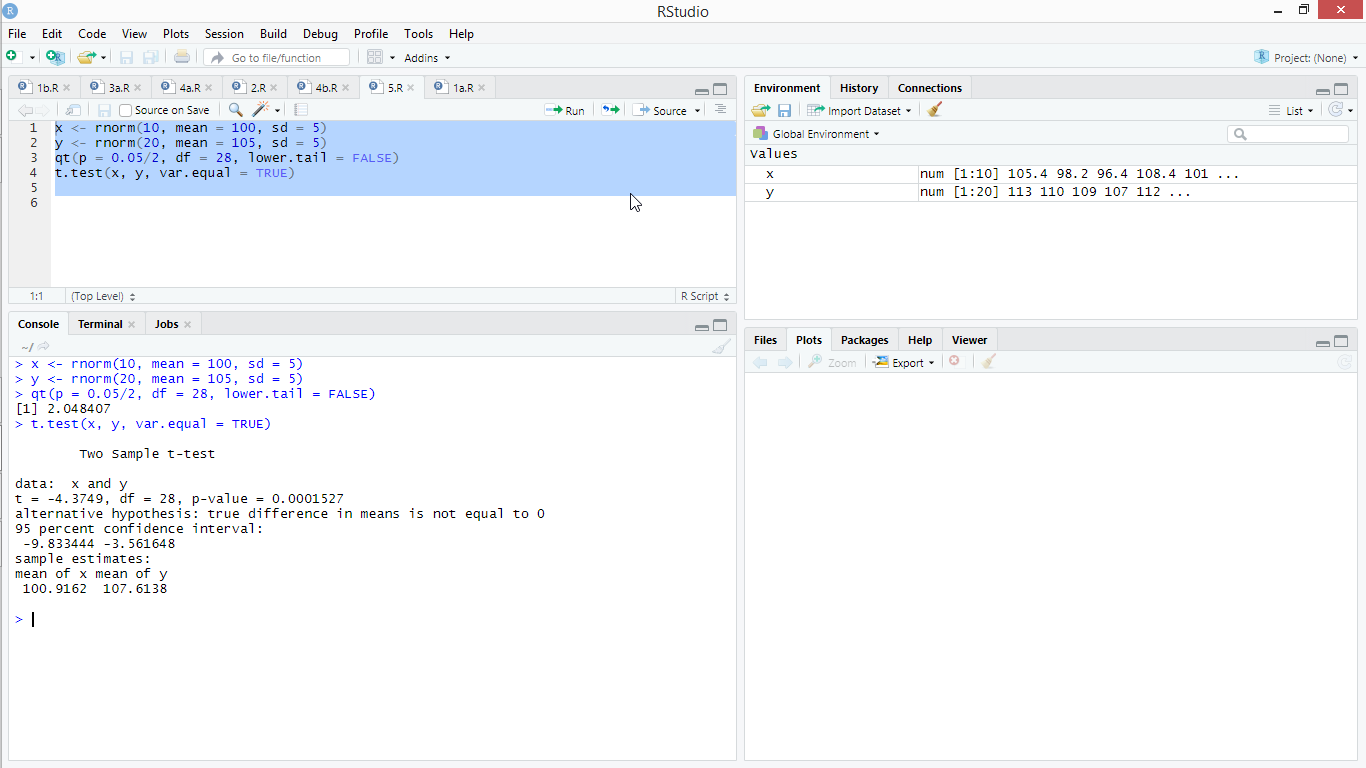 RStudio
File Edit Code View Plots Session Build Debug Profile Tools Help
Go to file/function Addins Project: (None)
1b.R 3a.R 4a.R 2.R 4b.R 5.R 1a.R
Source on Save Run Source
1 x <- rnorm(10, mean = 100, sd = 5)
2 y <- rnorm(20, mean = 105, sd = 5)
3 qt(p = 0.05/2, df = 28, lower.tail = FALSE)
4 t.test(x, y, var.equal = TRUE)
5
6
1:1 (Top Level) R Script
Console Terminal Jobs
~/
> x <- rnorm(10, mean = 100, sd = 5)
> y <- rnorm(20, mean = 105, sd = 5)
> qt(p = 0.05/2, df = 28, lower.tail = FALSE)
[1] 2.048407
> t.test(x, y, var.equal = TRUE)
Two Sample t-test
data: x and y
t = -4.3749, df = 28, p-value = 0.0001527
alternative hypothesis: true difference in means is not equal to 0
95 percent confidence interval:
-9.833444 -3.561648
sample estimates:
mean of x mean of y
100.9162 107.6138
>
Environment History Connections
Import Dataset List
Global Environment
Values
x num [1:10] 105.4 98.2 96.4 108.4 101 ...
y num [1:20] 113 110 109 107 112 ...
Files Plots Packages Help Viewer
Zoom Export